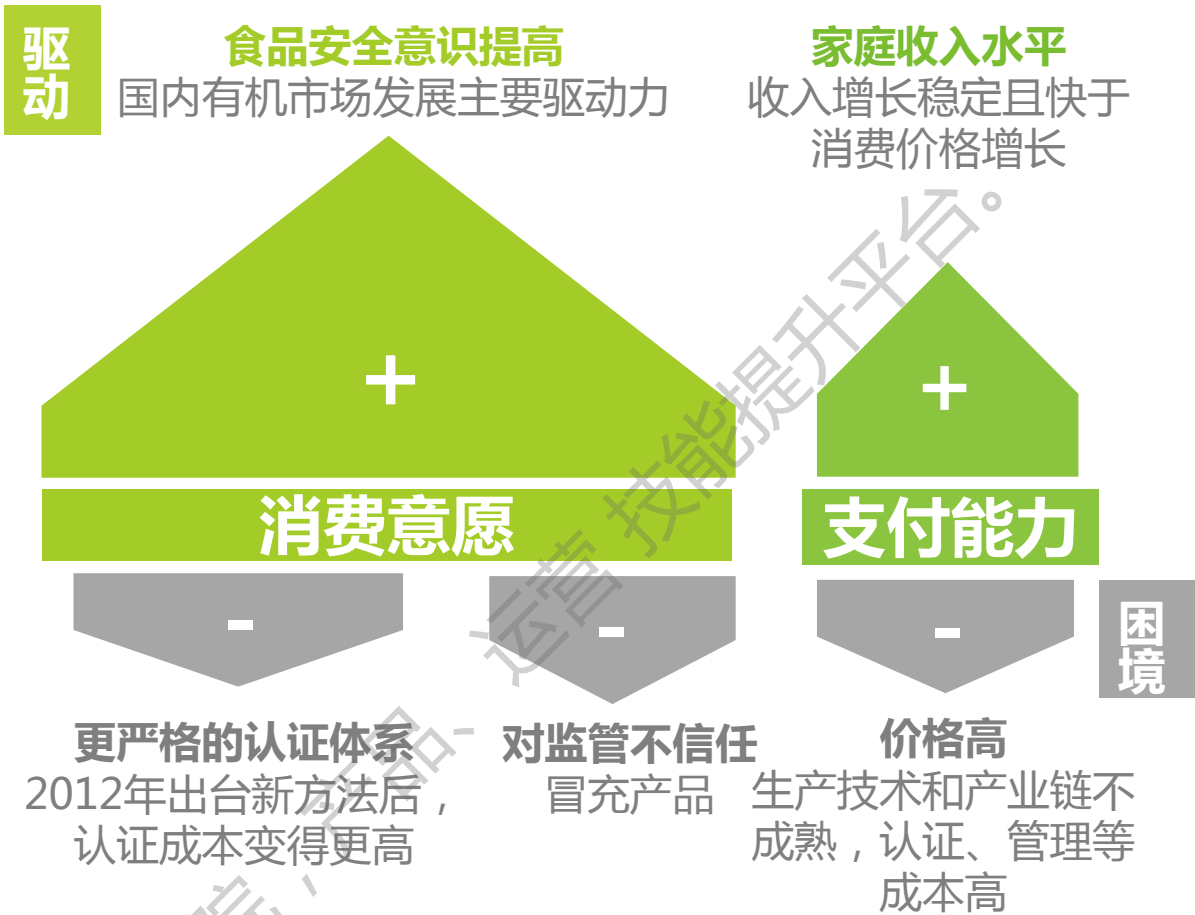 驱动
食品安全意识提高
国内有机市场发展主要驱动力
家庭收入水平
收入增长稳定且快于
消费价格增长
+
+
消费意愿
支付能力
-
-
-
困境
更严格的认证体系
2012年出台新方法后，
认证成本变得更高
对监管不信任
冒充产品
价格高
生产技术和产业链不
成熟，认证、管理等
成本高
院，产品、运营 技能提升平台。